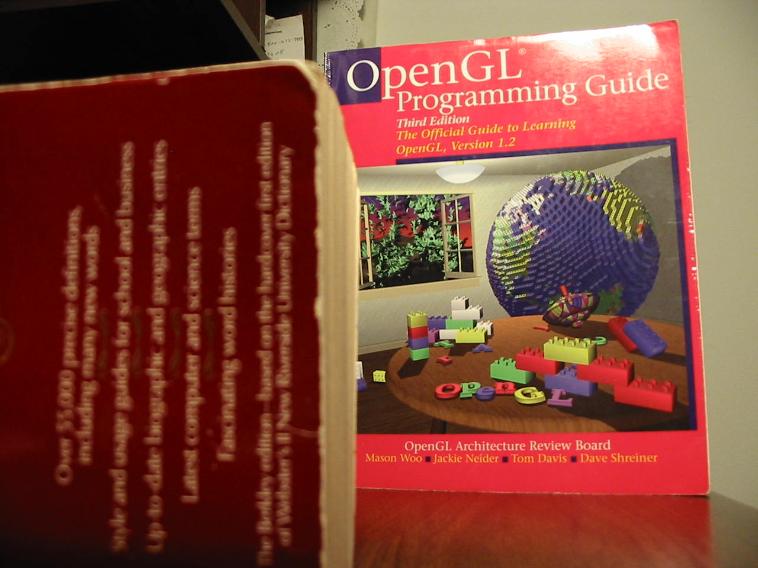 OpenGL®
Programming Guide
Third Edition
The Official Guide to Learning
OpenGL, Version 1.2
OPENGL
OpenGL Architecture Review Board
Mason Woo ■ Jackie Neider ■ Tom Davis ■ Dave Shreiner
Over 55,000 precise definitions,
including many new words
Style and usage guides for school and business
Up-to-date biographic and geographic entries
Latest computer and science terms
Fascinating word histories
The Berkley edition based on the hardcover first edition
of Webster's II New Riverside University Dictionary